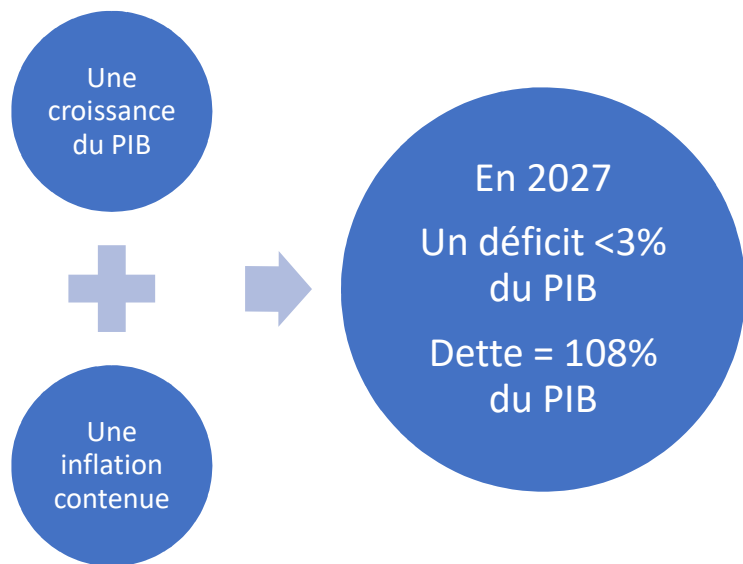 Une
croissance
du PIB
Une
inflation
contenue
En 2027
Un déficit <3%
du PIB
Dette = 108%
du PIB